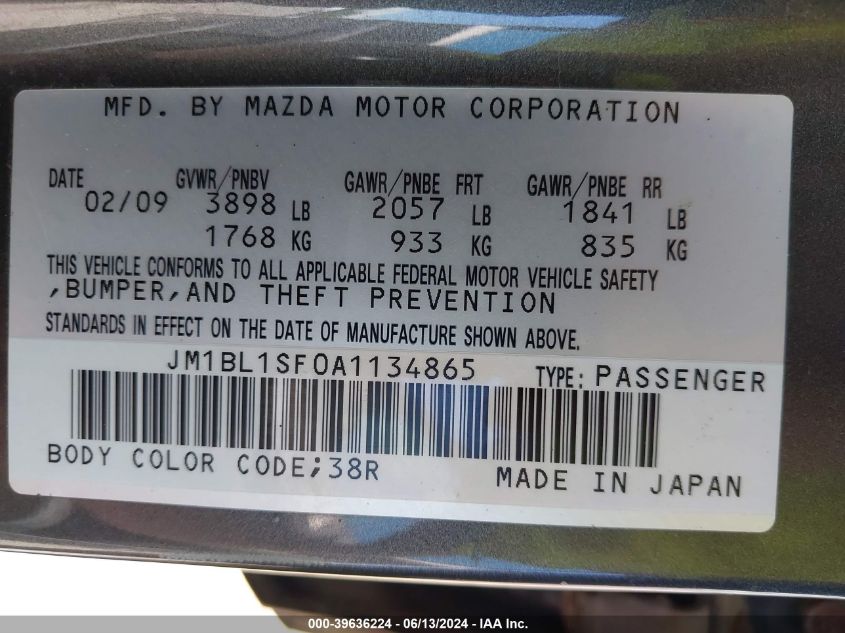 MFD. BY MAZDA MOTOR CORPORATION
DATE GVWR/PNBV GAWR/PNBE FRT GAWR/PNBE RR
02/09 3898 LB 2057 LB 1841 LB
1768 KG 933 KG 835 KG
THIS VEHICLE CONFORMS TO ALL APPLICABLE FEDERAL MOTOR VEHICLE SAFETY
,BUMPER,AND THEFT PREVENTION
STANDARDS IN EFFECT ON THE DATE OF MANUFACTURE SHOWN ABOVE.
JM1BL1SF0A1134865 TYPE: PASSENGER
BODY COLOR CODE;38R MADE IN JAPAN
000-39636224 - 06/13/2024 - IAA Inc.